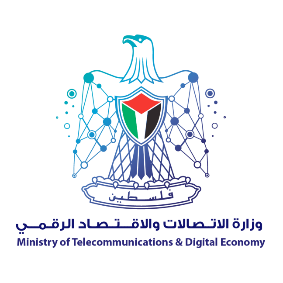 فلسطين
وزارة الاتصالات والاقتصاد الرقمي
Ministry of Telecommunications & Digital Economy